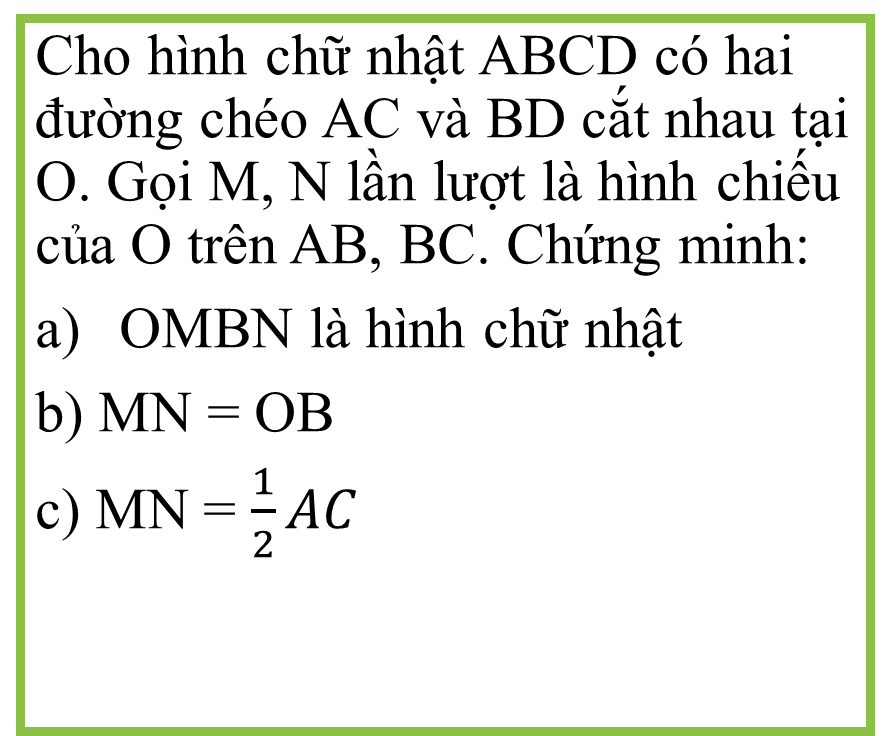 Cho hình chữ nhật ABCD có hai
đường chéo AC và BD cắt nhau tại
O. Gọi M, N lần lượt là hình chiếu
của O trên AB, BC. Chứng minh:
a) OMBN là hình chữ nhật
b) MN = OB
c) MN = \frac{1}{2} AC